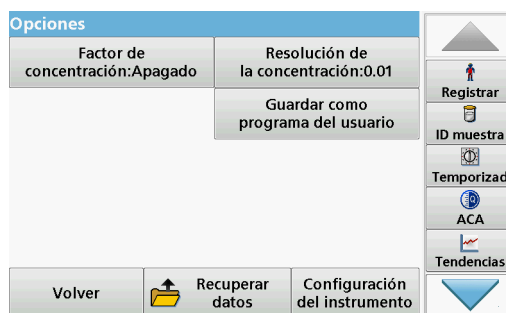 Opciones
Factor de
concentración:Apagado
Resolución de
la concentración:0.01
Guardar como
programa del usuario
Registrar
ID muestra
Temporizad
ACA
Tendencias
Volver
Recuperar
datos
Configuración
del instrumento